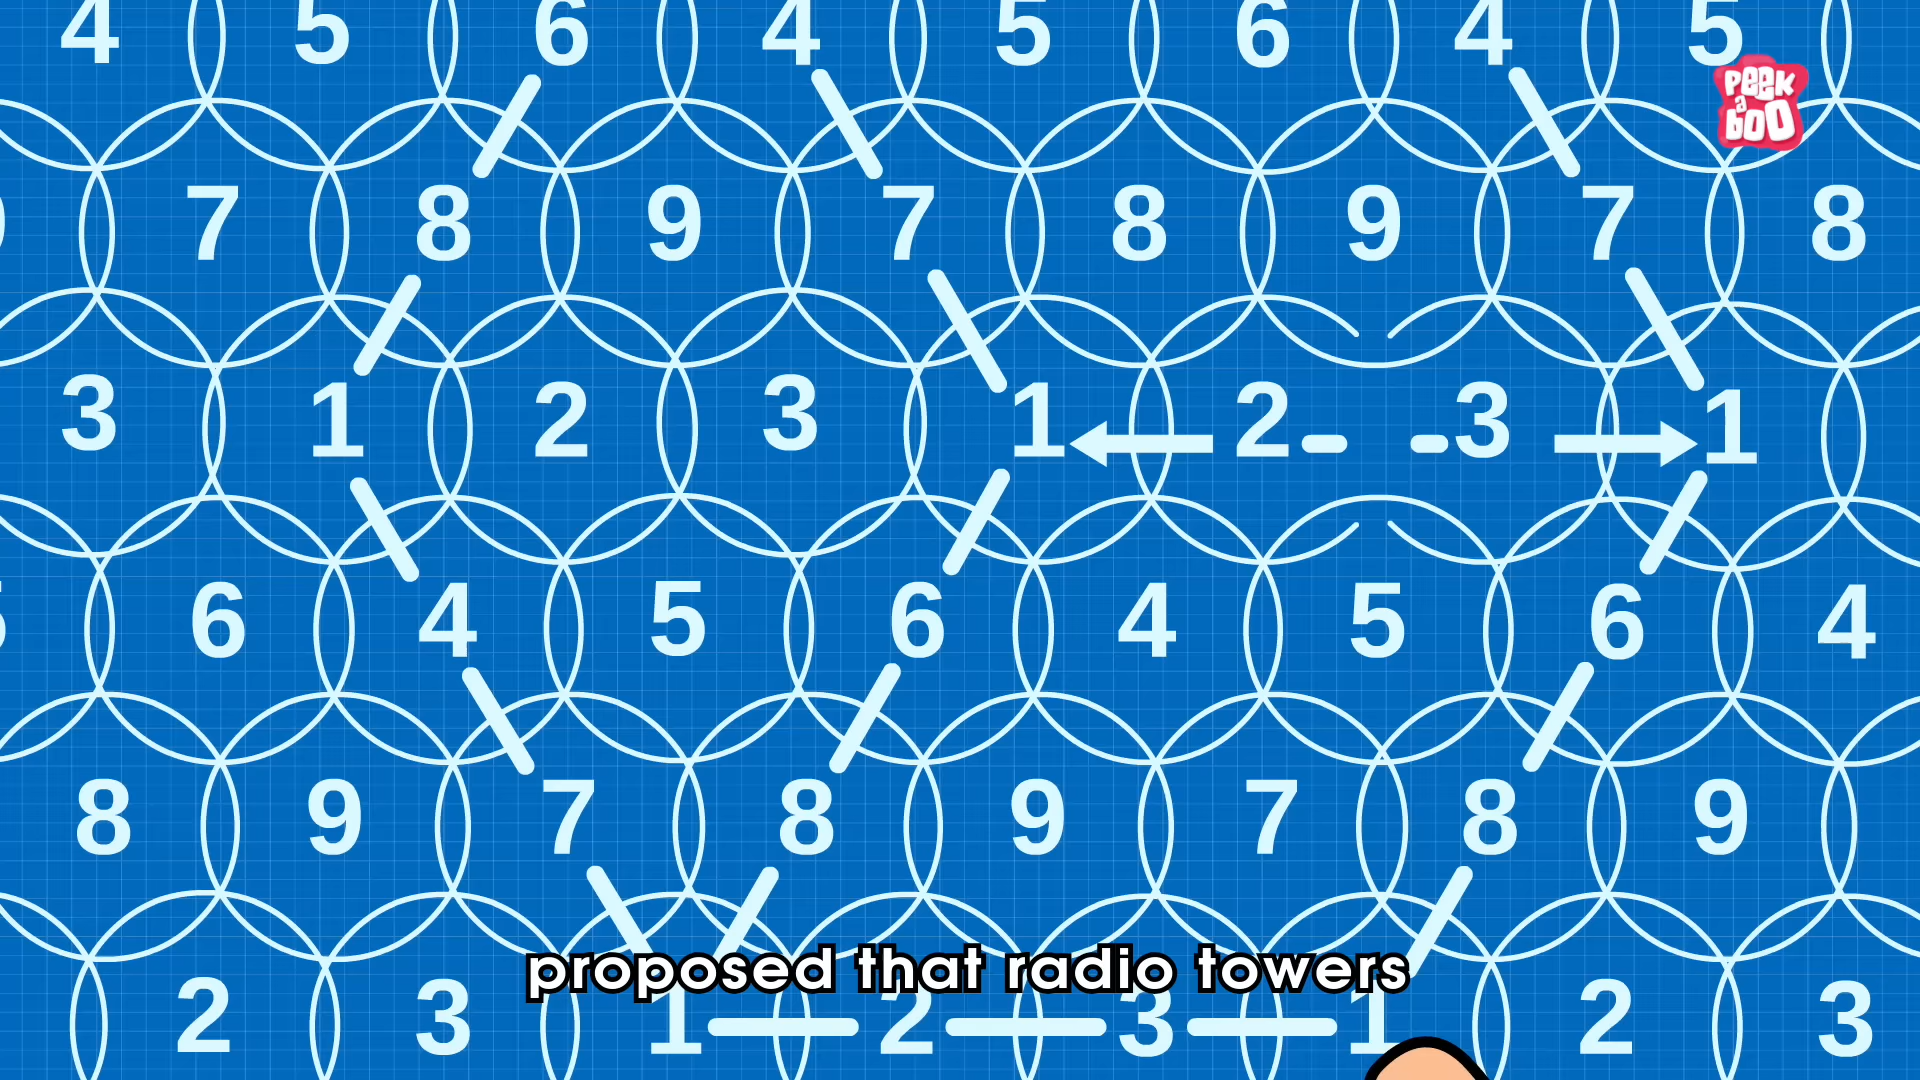 4 5 6 4 5 6 4 5
PEEK
a
BOO
7 8 9 7 8 9 7 8
3 1 2 3 1 2 3 1
6 4 5 6 4 5 6 4
8 9 7 8 9 7 8 9
proposed that radio towers
2 3 1 2 3 1 2 3